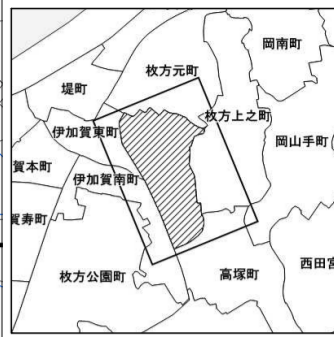 岡南町
枚方元町
堤町
枚方上之町
伊加賀東町
岡山手町
賀本町
伊加賀南町
賀寿町
枚方公園町
高塚町
西田宮